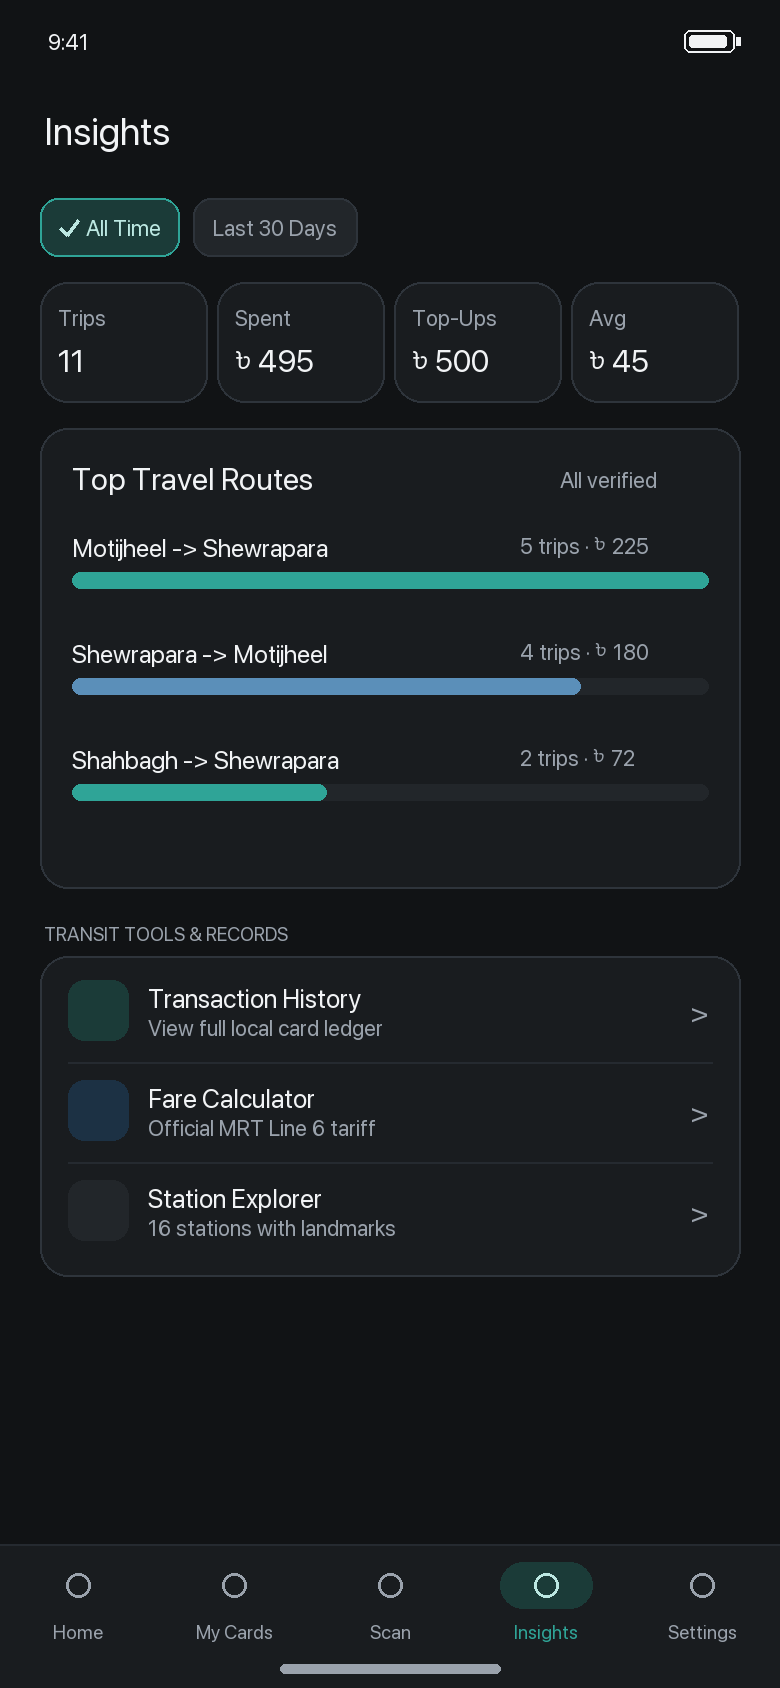 9:41
Insights
All Time
Last 30 Days
Trips
11
Spent
৳ 495
Top-Ups
৳ 500
Avg
৳ 45
Top Travel Routes
All verified
Motijheel -> Shewrapara
5 trips · ৳ 225
Shewrapara -> Motijheel
4 trips · ৳ 180
Shahbagh -> Shewrapara
2 trips · ৳ 72
TRANSIT TOOLS & RECORDS
Transaction History
View full local card ledger
>
Fare Calculator
Official MRT Line 6 tariff
>
Station Explorer
16 stations with landmarks
>
Home
My Cards
Scan
Insights
Settings